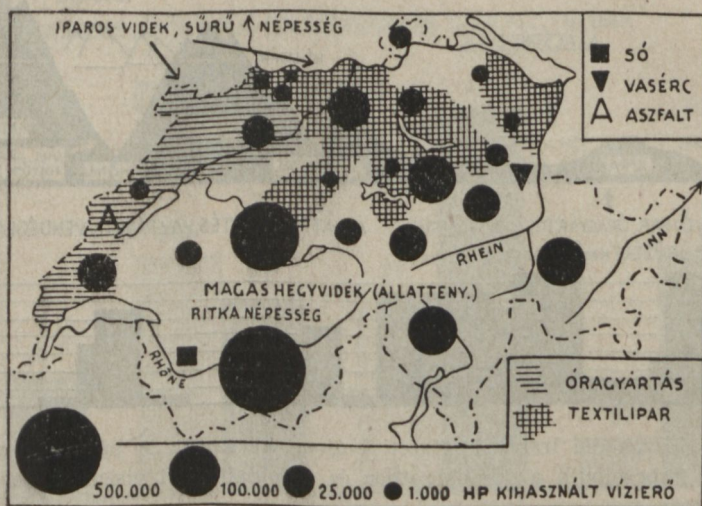 IPAROS VIDÉK, SŰRŰ NÉPESSÉG
SÓ
VASÉRC
A ASZFALT
A
RHEIN
INN
MAGAS HEGYVIDÉK (ÁLLATTENY.)
RITKA NÉPESSÉG
RHÔNE
ÓRAGYÁRTÁS
TEXTILIPAR
500.000 100.000 25.000 1.000 HP KIHASZNÁLT VÍZIERŐ